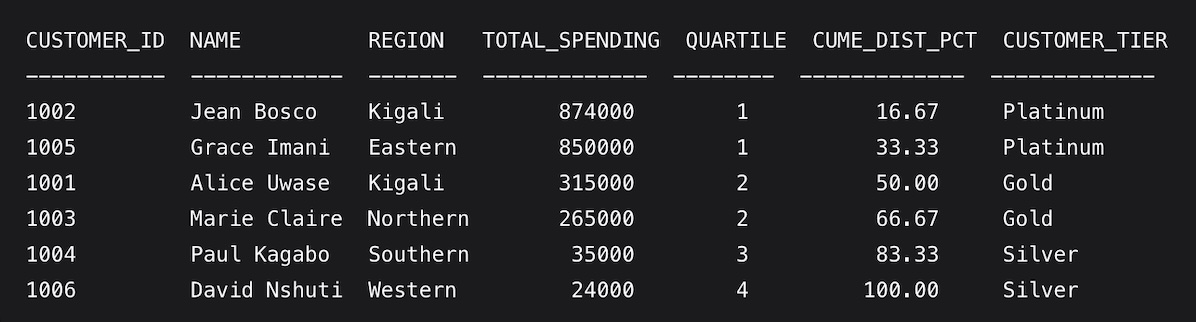 CUSTOMER_ID  NAME          REGION   TOTAL_SPENDING  QUARTILE  CUME_DIST_PCT  CUSTOMER_TIER
-----------  ------------  -------  -------------  --------  -------------  -------------
1002         Jean Bosco    Kigali         874000        1          16.67     Platinum
1005         Grace Imani   Eastern        850000        1          33.33     Platinum
1001         Alice Uwase   Kigali         315000        2          50.00     Gold
1003         Marie Claire  Northern       265000        2          66.67     Gold
1004         Paul Kagabo   Southern        35000        3          83.33     Silver
1006         David Nshuti  Western         24000        4         100.00     Silver